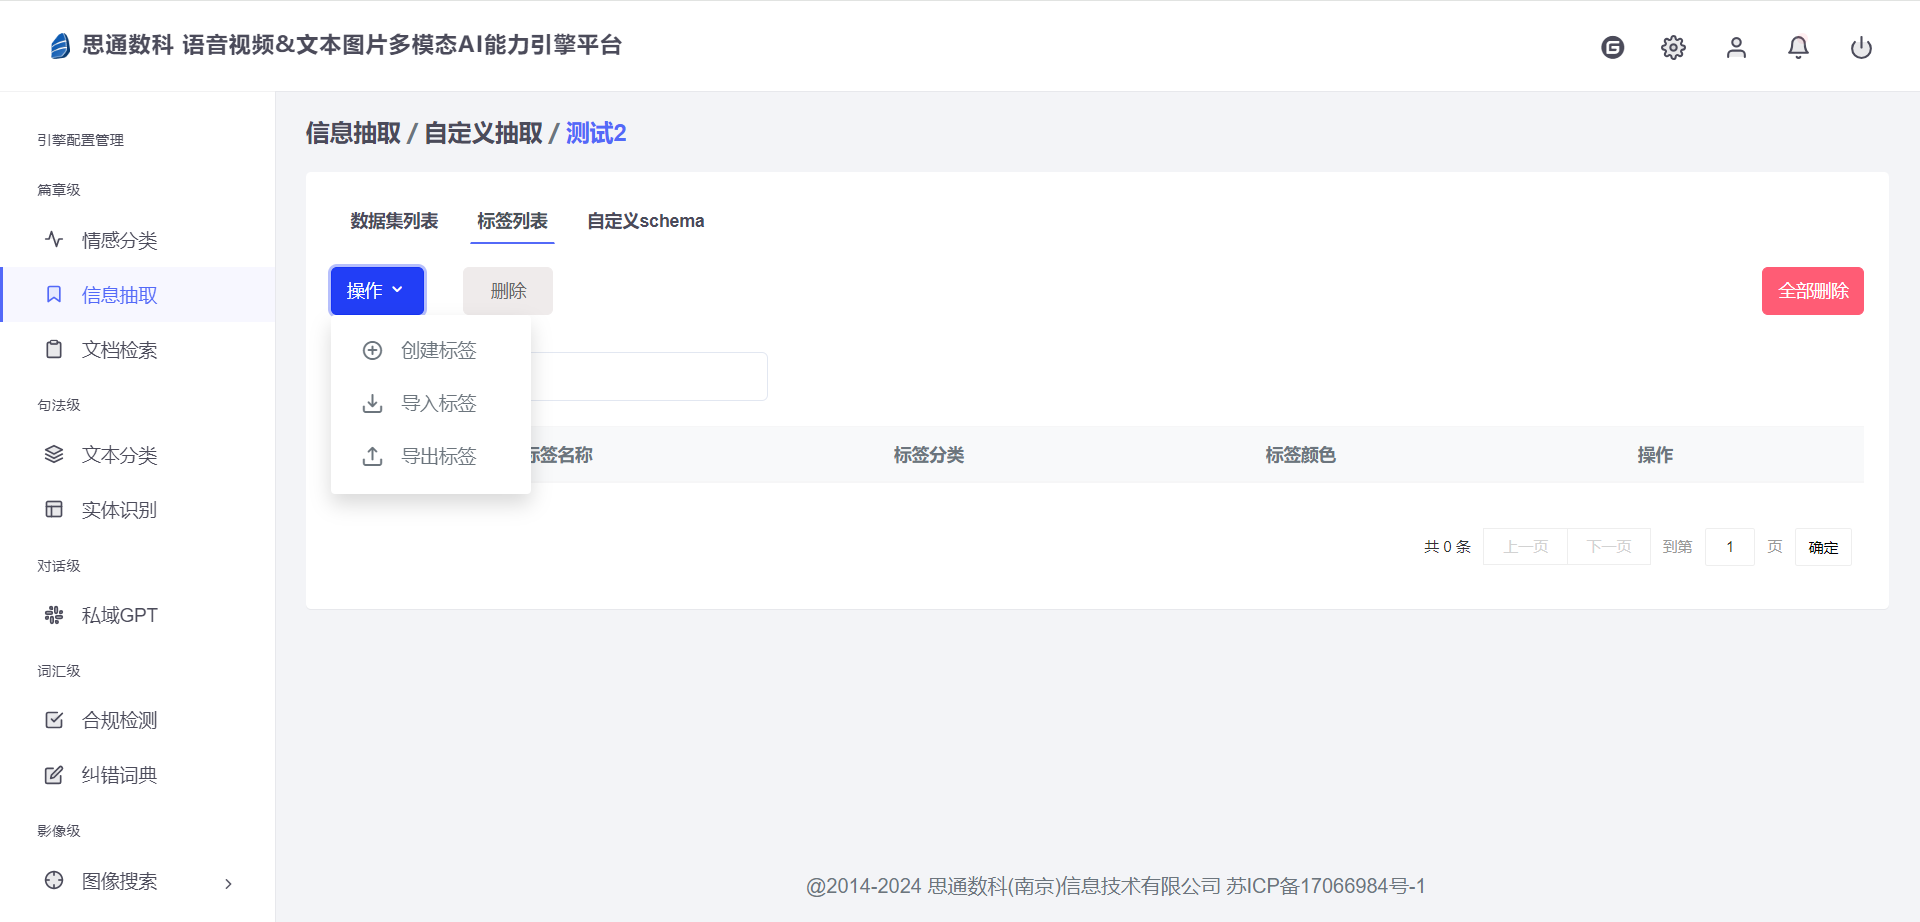 思通数科 语音视频&文本图片多模态AI能力引擎平台
引擎配置管理
篇章级
情感分类
信息抽取
文档检索
句法级
文本分类
实体识别
对话级
私域GPT
词汇级
合规检测
纠错词典
影像级
图像搜索
信息抽取 / 自定义抽取 / 测试2
数据集列表 标签列表 自定义schema
操作 删除 全部删除
创建标签
导入标签
导出标签
标签名称 标签分类 标签颜色 操作
共 0 条 上一页 下一页 到第 1 页 确定
@2014-2024 思通数科(南京)信息技术有限公司 苏ICP备17066984号-1